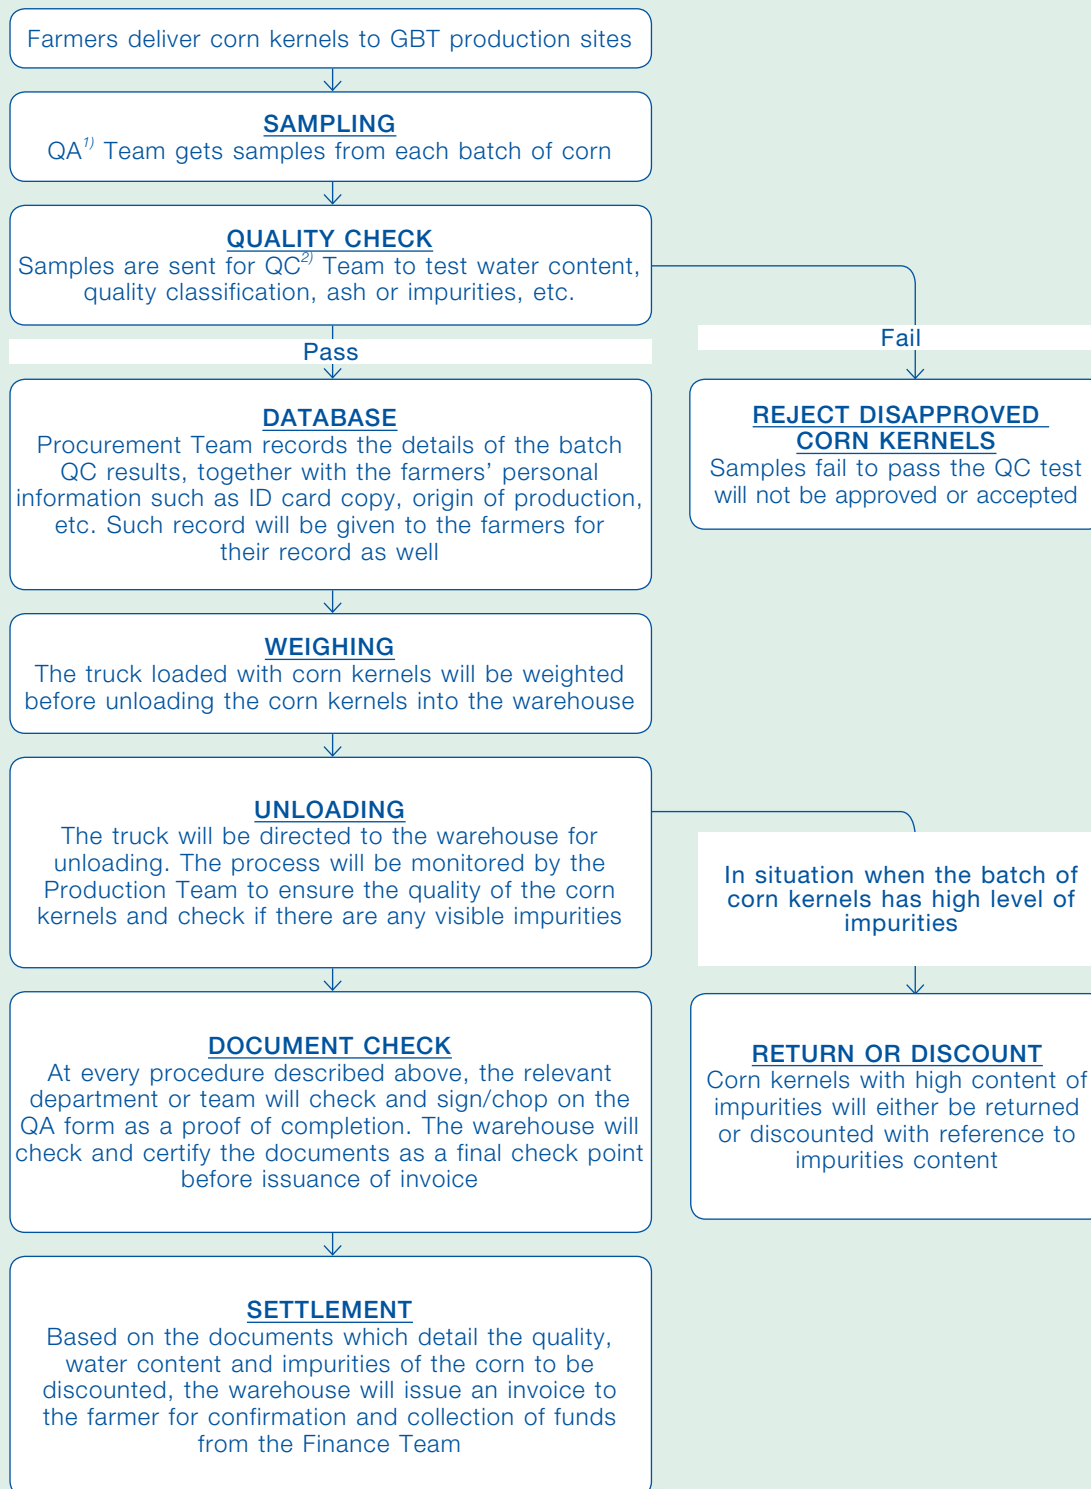 Farmers deliver corn kernels to GBT production sites
SAMPLING
QA1) Team gets samples from each batch of corn
QUALITY CHECK
Samples are sent for QC2) Team to test water content,
quality classification, ash or impurities, etc.
Pass
Fail
DATABASE
Procurement Team records the details of the batch
QC results, together with the farmers’ personal
information such as ID card copy, origin of production,
etc. Such record will be given to the farmers for
their record as well
REJECT DISAPPROVED
CORN KERNELS
Samples fail to pass the QC test
will not be approved or accepted
WEIGHING
The truck loaded with corn kernels will be weighted
before unloading the corn kernels into the warehouse
UNLOADING
The truck will be directed to the warehouse for
unloading. The process will be monitored by the
Production Team to ensure the quality of the corn
kernels and check if there are any visible impurities
In situation when the batch of
corn kernels has high level of
impurities
DOCUMENT CHECK
At every procedure described above, the relevant
department or team will check and sign/chop on the
QA form as a proof of completion. The warehouse will
check and certify the documents as a final check point
before issuance of invoice
RETURN OR DISCOUNT
Corn kernels with high content of
impurities will either be returned
or discounted with reference to
impurities content
SETTLEMENT
Based on the documents which detail the quality,
water content and impurities of the corn to be
discounted, the warehouse will issue an invoice to
the farmer for confirmation and collection of funds
from the Finance Team